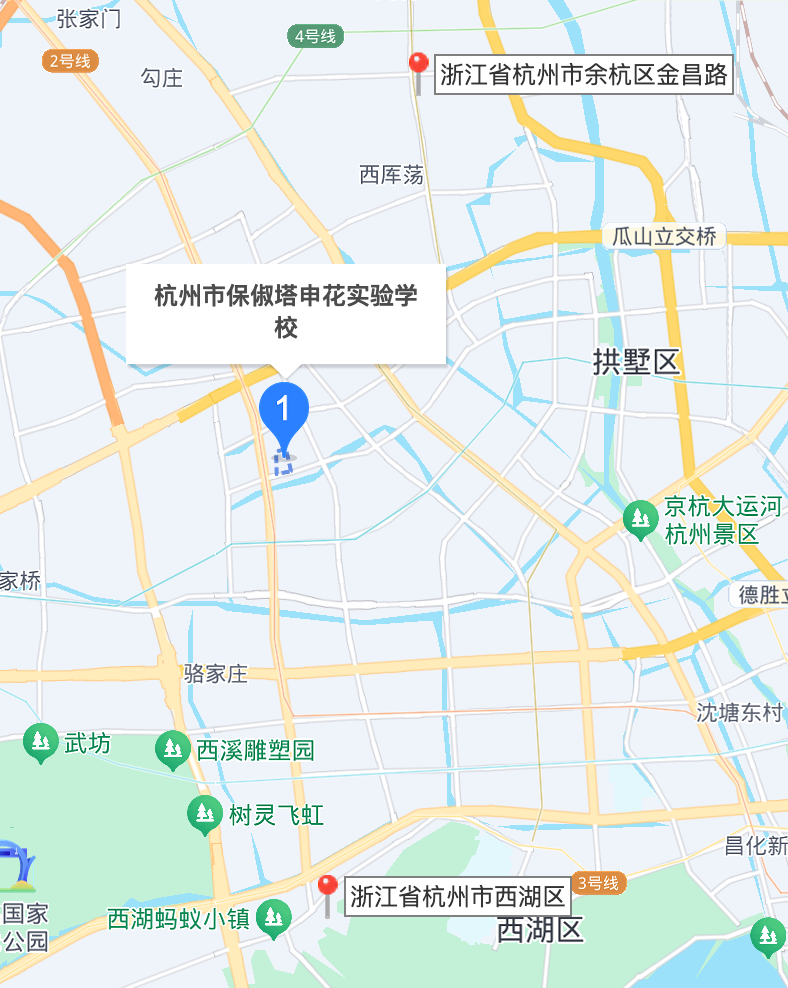 张家门
4号线
2号线
勾庄
浙江省杭州市余杭区金昌路
西厍荡
瓜山立交桥
杭州市保俶塔申花实验学
校
拱墅区
1
京杭大运河
杭州景区
家桥
德胜立
骆家庄
沈塘东村
武坊
西溪雕塑园
树灵飞虹
昌化新
3号线
浙江省杭州市西湖区
国家
公园
西湖蚂蚁小镇
西湖区